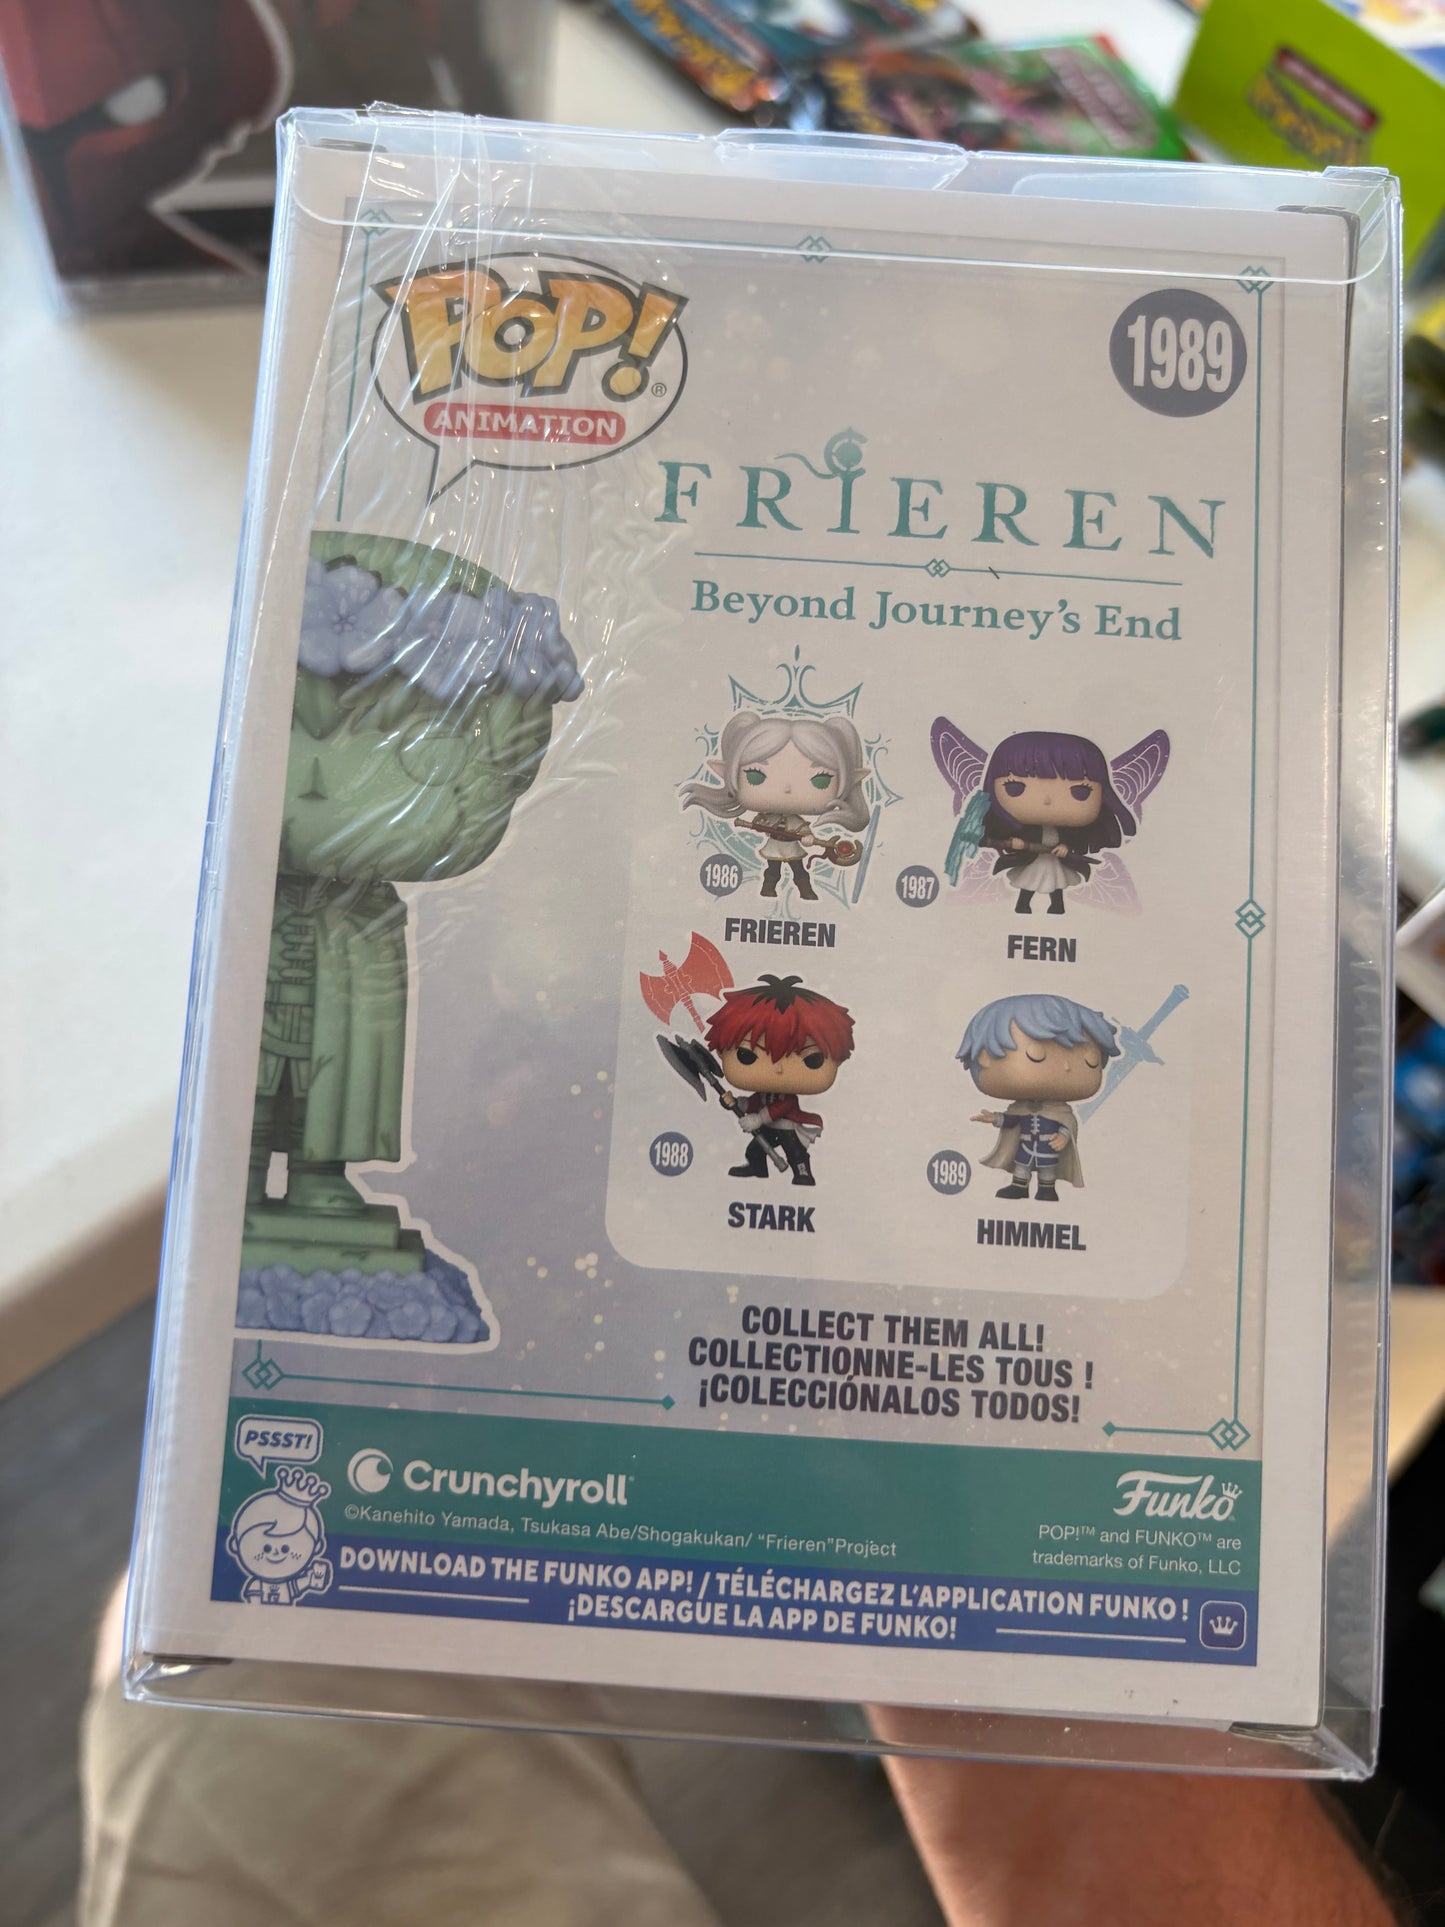 POP!®
ANIMATION
1989
FRIEREN
Beyond Journey's End
1986
FRIEREN
1987
FERN
1988
STARK
1989
HIMMEL
COLLECT THEM ALL!
COLLECTIONNE-LES TOUS !
¡COLECCIÓNALOS TODOS!
PSSST!
Crunchyroll
©Kanehito Yamada, Tsukasa Abe/Shogakukan/ “Frieren”Project
Funko
POP!™ and FUNKO™ are
trademarks of Funko, LLC
DOWNLOAD THE FUNKO APP! / TÉLÉCHARGEZ L'APPLICATION FUNKO !
¡DESCARGUE LA APP DE FUNKO!